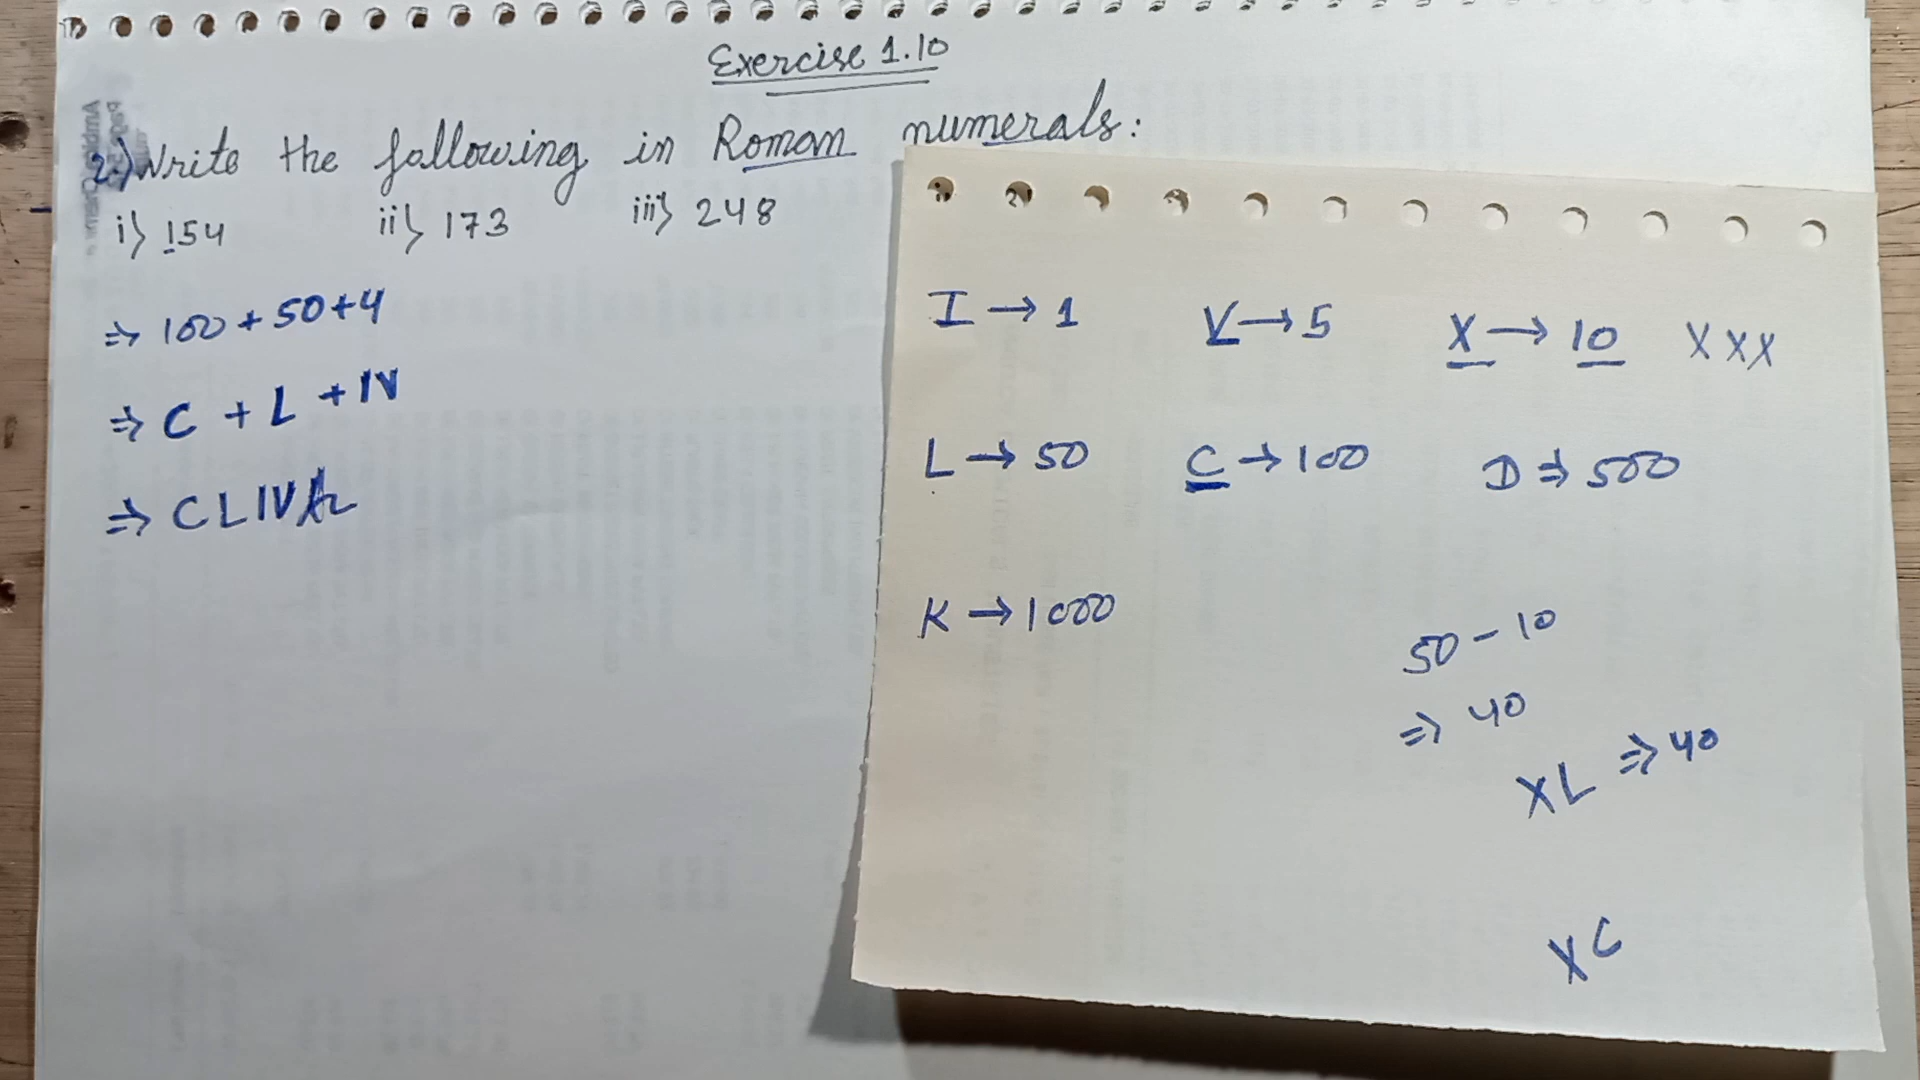 Exercise 1.10
2.) Write the following in Roman numerals:
i) 154 ii) 173 iii) 248
⇒ 100 + 50 + 4
⇒ C + L + IV
⇒ CLIV
I → 1 V → 5 X → 10 XXX
L → 50 C → 100 D ⇒ 500
K → 1000
50 - 10
⇒ 40
XL ⇒ 40
XC